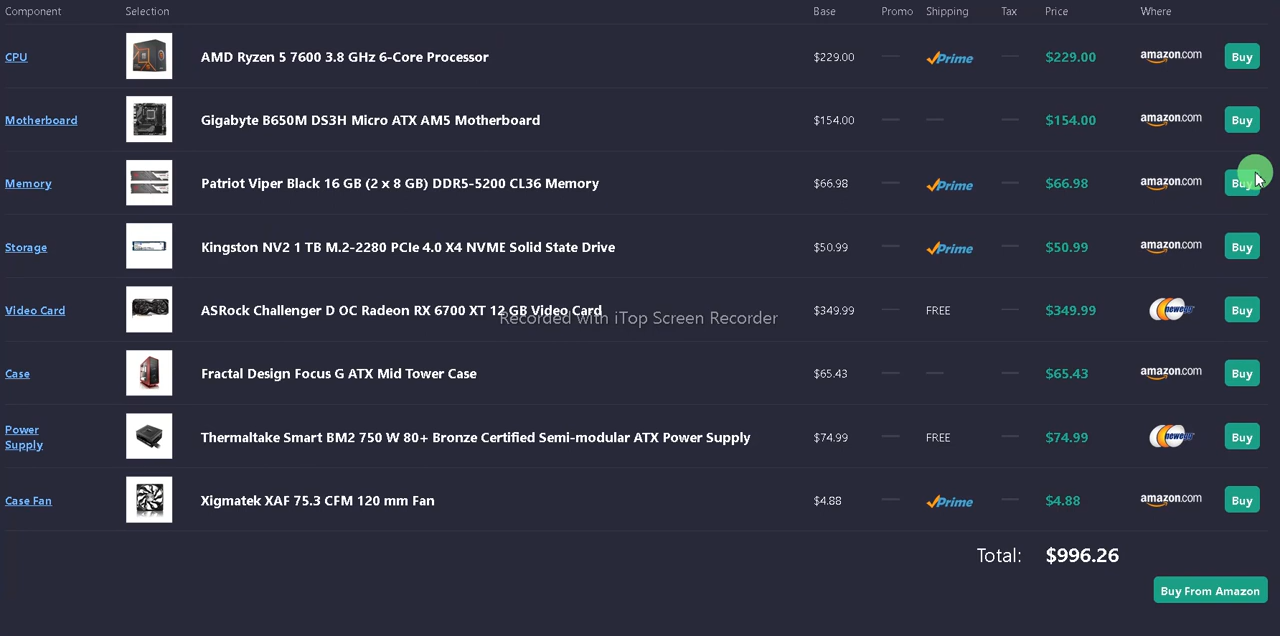 Component Selection Base Promo Shipping Tax Price Where
CPU AMD Ryzen 5 7600 3.8 GHz 6-Core Processor $229.00 — Prime — $229.00 amazon.com Buy
Motherboard Gigabyte B650M DS3H Micro ATX AM5 Motherboard $154.00 — — — $154.00 amazon.com Buy
Memory Patriot Viper Black 16 GB (2 x 8 GB) DDR5-5200 CL36 Memory $66.98 — Prime — $66.98 amazon.com Buy
Storage Kingston NV2 1 TB M.2-2280 PCIe 4.0 X4 NVME Solid State Drive $50.99 — Prime — $50.99 amazon.com Buy
Video Card ASRock Challenger D OC Radeon RX 6700 XT 12 GB Video Card $349.99 — FREE — $349.99 newegg Buy
Recorded with iTop Screen Recorder
Case Fractal Design Focus G ATX Mid Tower Case $65.43 — — — $65.43 amazon.com Buy
Power
Supply Thermaltake Smart BM2 750 W 80+ Bronze Certified Semi-modular ATX Power Supply $74.99 — FREE — $74.99 newegg Buy
Case Fan Xigmatek XAF 75.3 CFM 120 mm Fan $4.88 — Prime — $4.88 amazon.com Buy
Total: $996.26
Buy From Amazon